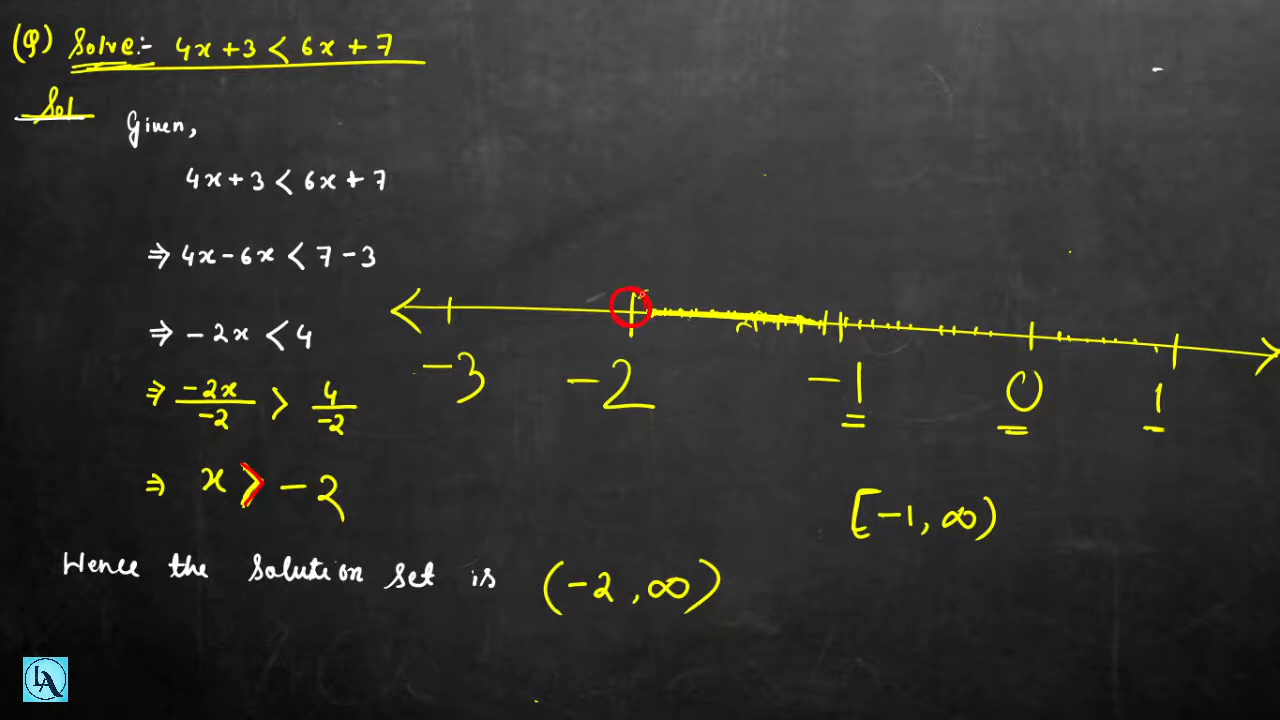 (Q) Solve:- 4x + 3 < 6x + 7
Sol
Given,
4x + 3 < 6x + 7
⇒ 4x - 6x < 7 - 3
⇒ - 2x < 4
⇒ -2x/-2 > 4/-2
⇒ x > - 2
-3 -2 -1 0 1
[-1, ∞)
Hence the solution set is (-2, ∞)
LA